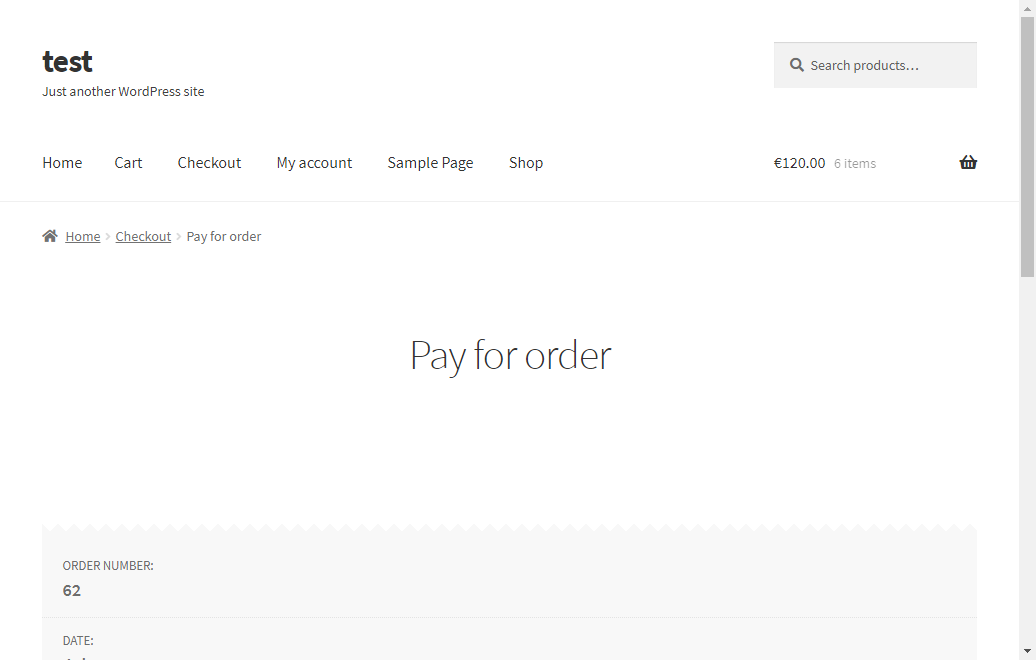 test
Just another WordPress site
Search products…
Home Cart Checkout My account Sample Page Shop
€120.00 6 items
Home Checkout Pay for order
Pay for order
ORDER NUMBER:
62
DATE: